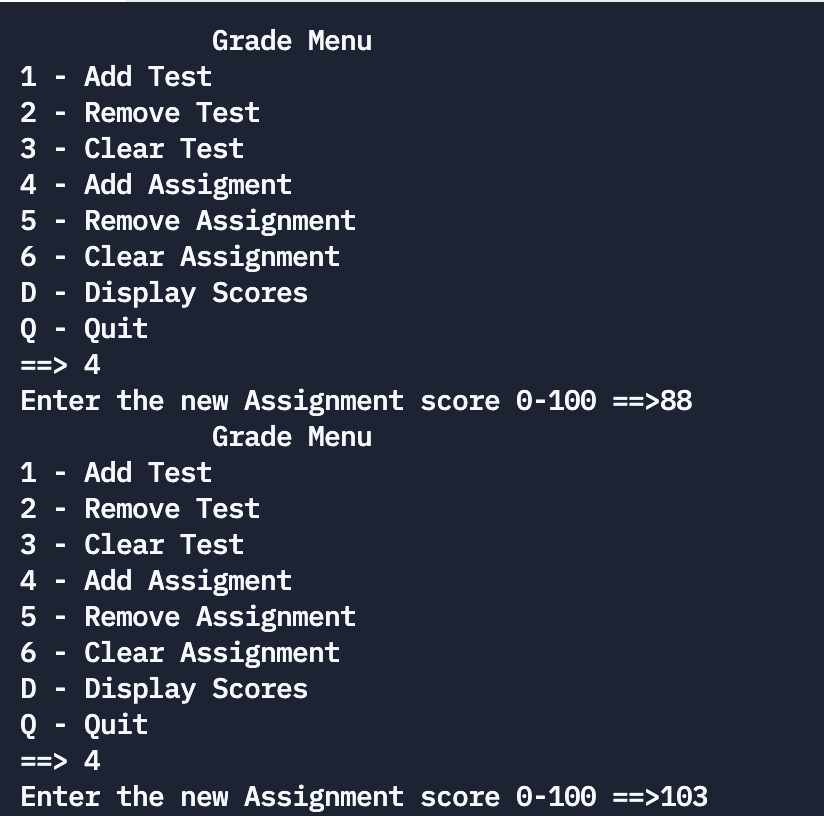 Grade Menu
1 - Add Test
2 - Remove Test
3 - Clear Test
4 - Add Assigment
5 - Remove Assignment
6 - Clear Assignment
D - Display Scores
Q - Quit
==> 4
Enter the new Assignment score 0-100 ==>88
Grade Menu
1 - Add Test
2 - Remove Test
3 - Clear Test
4 - Add Assigment
5 - Remove Assignment
6 - Clear Assignment
D - Display Scores
Q - Quit
==> 4
Enter the new Assignment score 0-100 ==>103